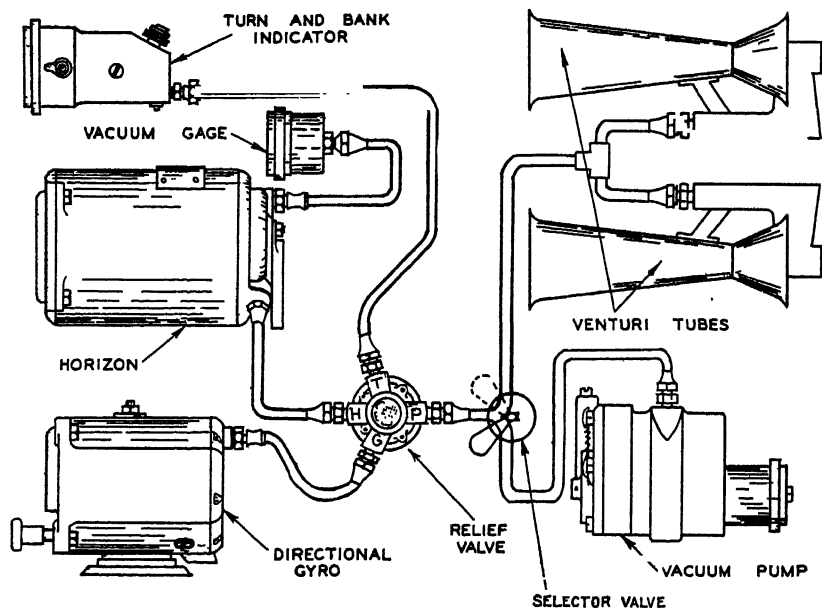 TURN AND BANK
INDICATOR
VACUUM GAGE
HORIZON
VENTURI TUBES
T
H P
G
RELIEF
VALVE
DIRECTIONAL
GYRO
VACUUM PUMP
SELECTOR VALVE